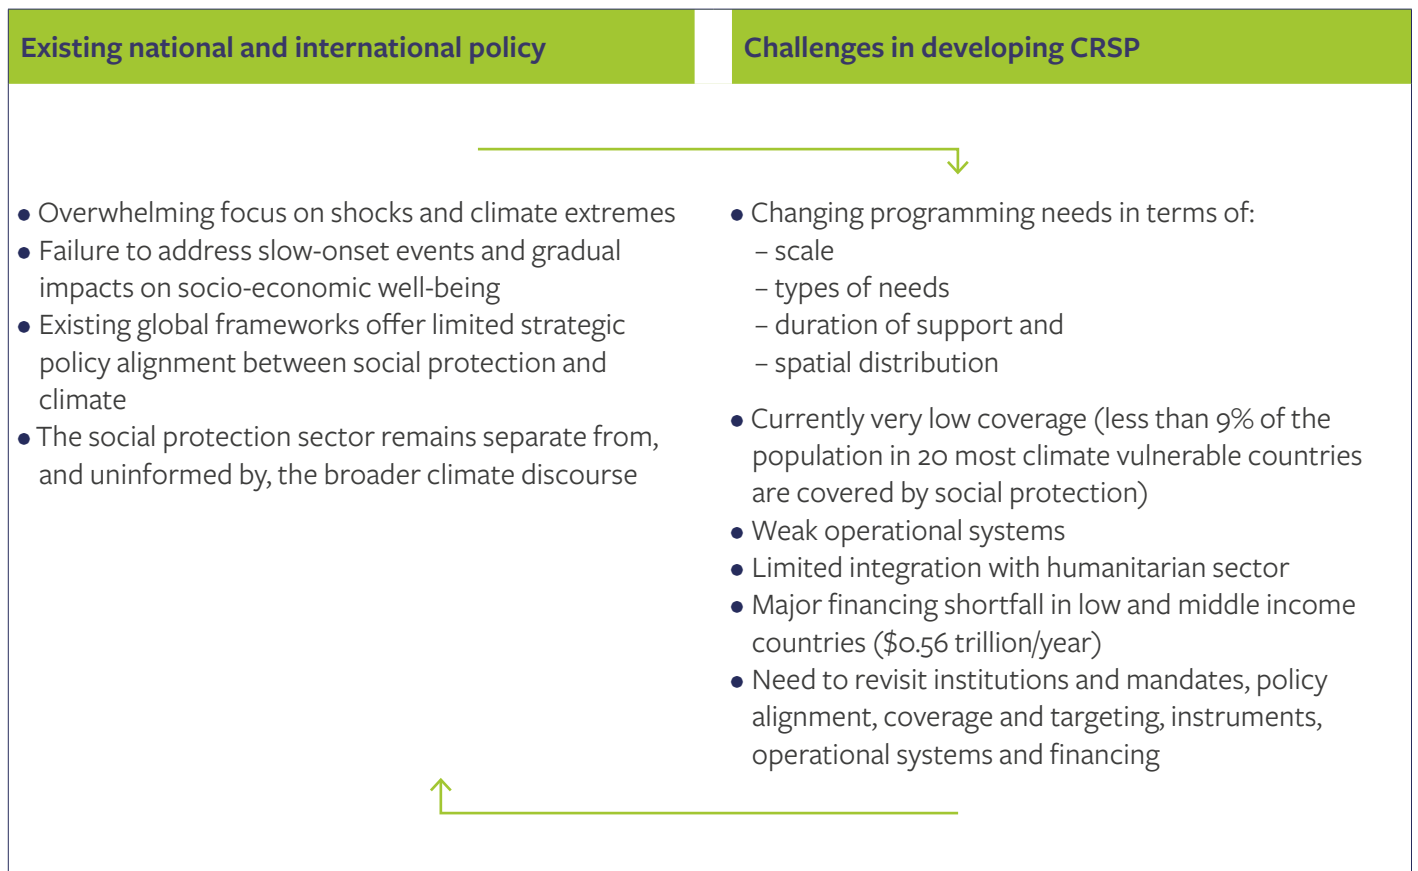 Existing national and international policy
● Overwhelming focus on shocks and climate extremes
● Failure to address slow-onset events and gradual
impacts on socio-economic well-being
● Existing global frameworks offer limited strategic
policy alignment between social protection and
climate
● The social protection sector remains separate from,
and uninformed by, the broader climate discourse
Challenges in developing CRSP
● Changing programming needs in terms of:
– scale
– types of needs
– duration of support and
– spatial distribution
● Currently very low coverage (less than 9% of the
population in 20 most climate vulnerable countries
are covered by social protection)
● Weak operational systems
● Limited integration with humanitarian sector
● Major financing shortfall in low and middle income
countries ($0.56 trillion/year)
● Need to revisit institutions and mandates, policy
alignment, coverage and targeting, instruments,
operational systems and financing